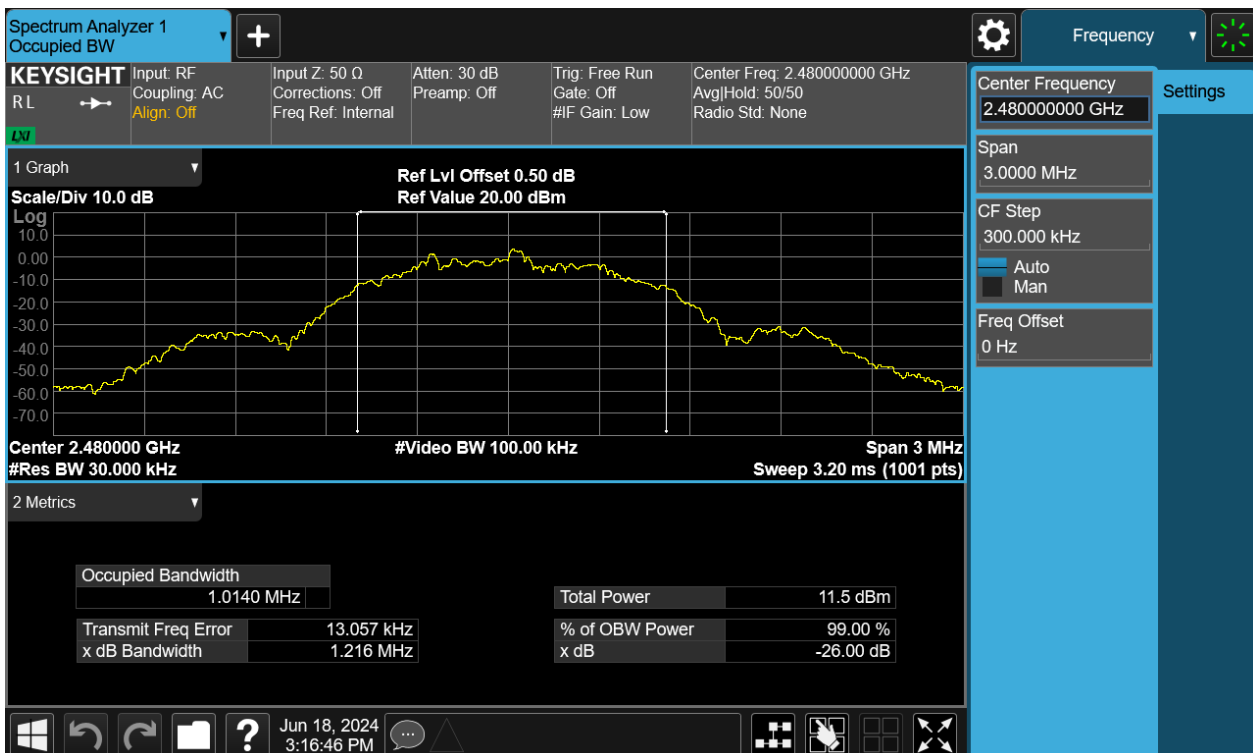 Spectrum Analyzer 1
Occupied BW
Frequency
KEYSIGHT
R L
LXI
Input: RF
Coupling: AC
Align: Off
Input Z: 50 Ω
Corrections: Off
Freq Ref: Internal
Atten: 30 dB
Preamp: Off
Trig: Free Run
Gate: Off
#IF Gain: Low
Center Freq: 2.480000000 GHz
Avg|Hold: 50/50
Radio Std: None
Center Frequency
2.480000000 GHz
Settings
Span
3.0000 MHz
CF Step
300.000 kHz
Auto
Man
Freq Offset
0 Hz
1 Graph
Ref Lvl Offset 0.50 dB
Scale/Div 10.0 dB
Ref Value 20.00 dBm
Log
10.0
0.00
-10.0
-20.0
-30.0
-40.0
-50.0
-60.0
-70.0
Center 2.480000 GHz
#Video BW 100.00 kHz
Span 3 MHz
#Res BW 30.000 kHz
Sweep 3.20 ms (1001 pts)
2 Metrics
Occupied Bandwidth
1.0140 MHz
Total Power 11.5 dBm
Transmit Freq Error 13.057 kHz
% of OBW Power 99.00 %
x dB Bandwidth 1.216 MHz
x dB -26.00 dB
?
Jun 18, 2024
3:16:46 PM